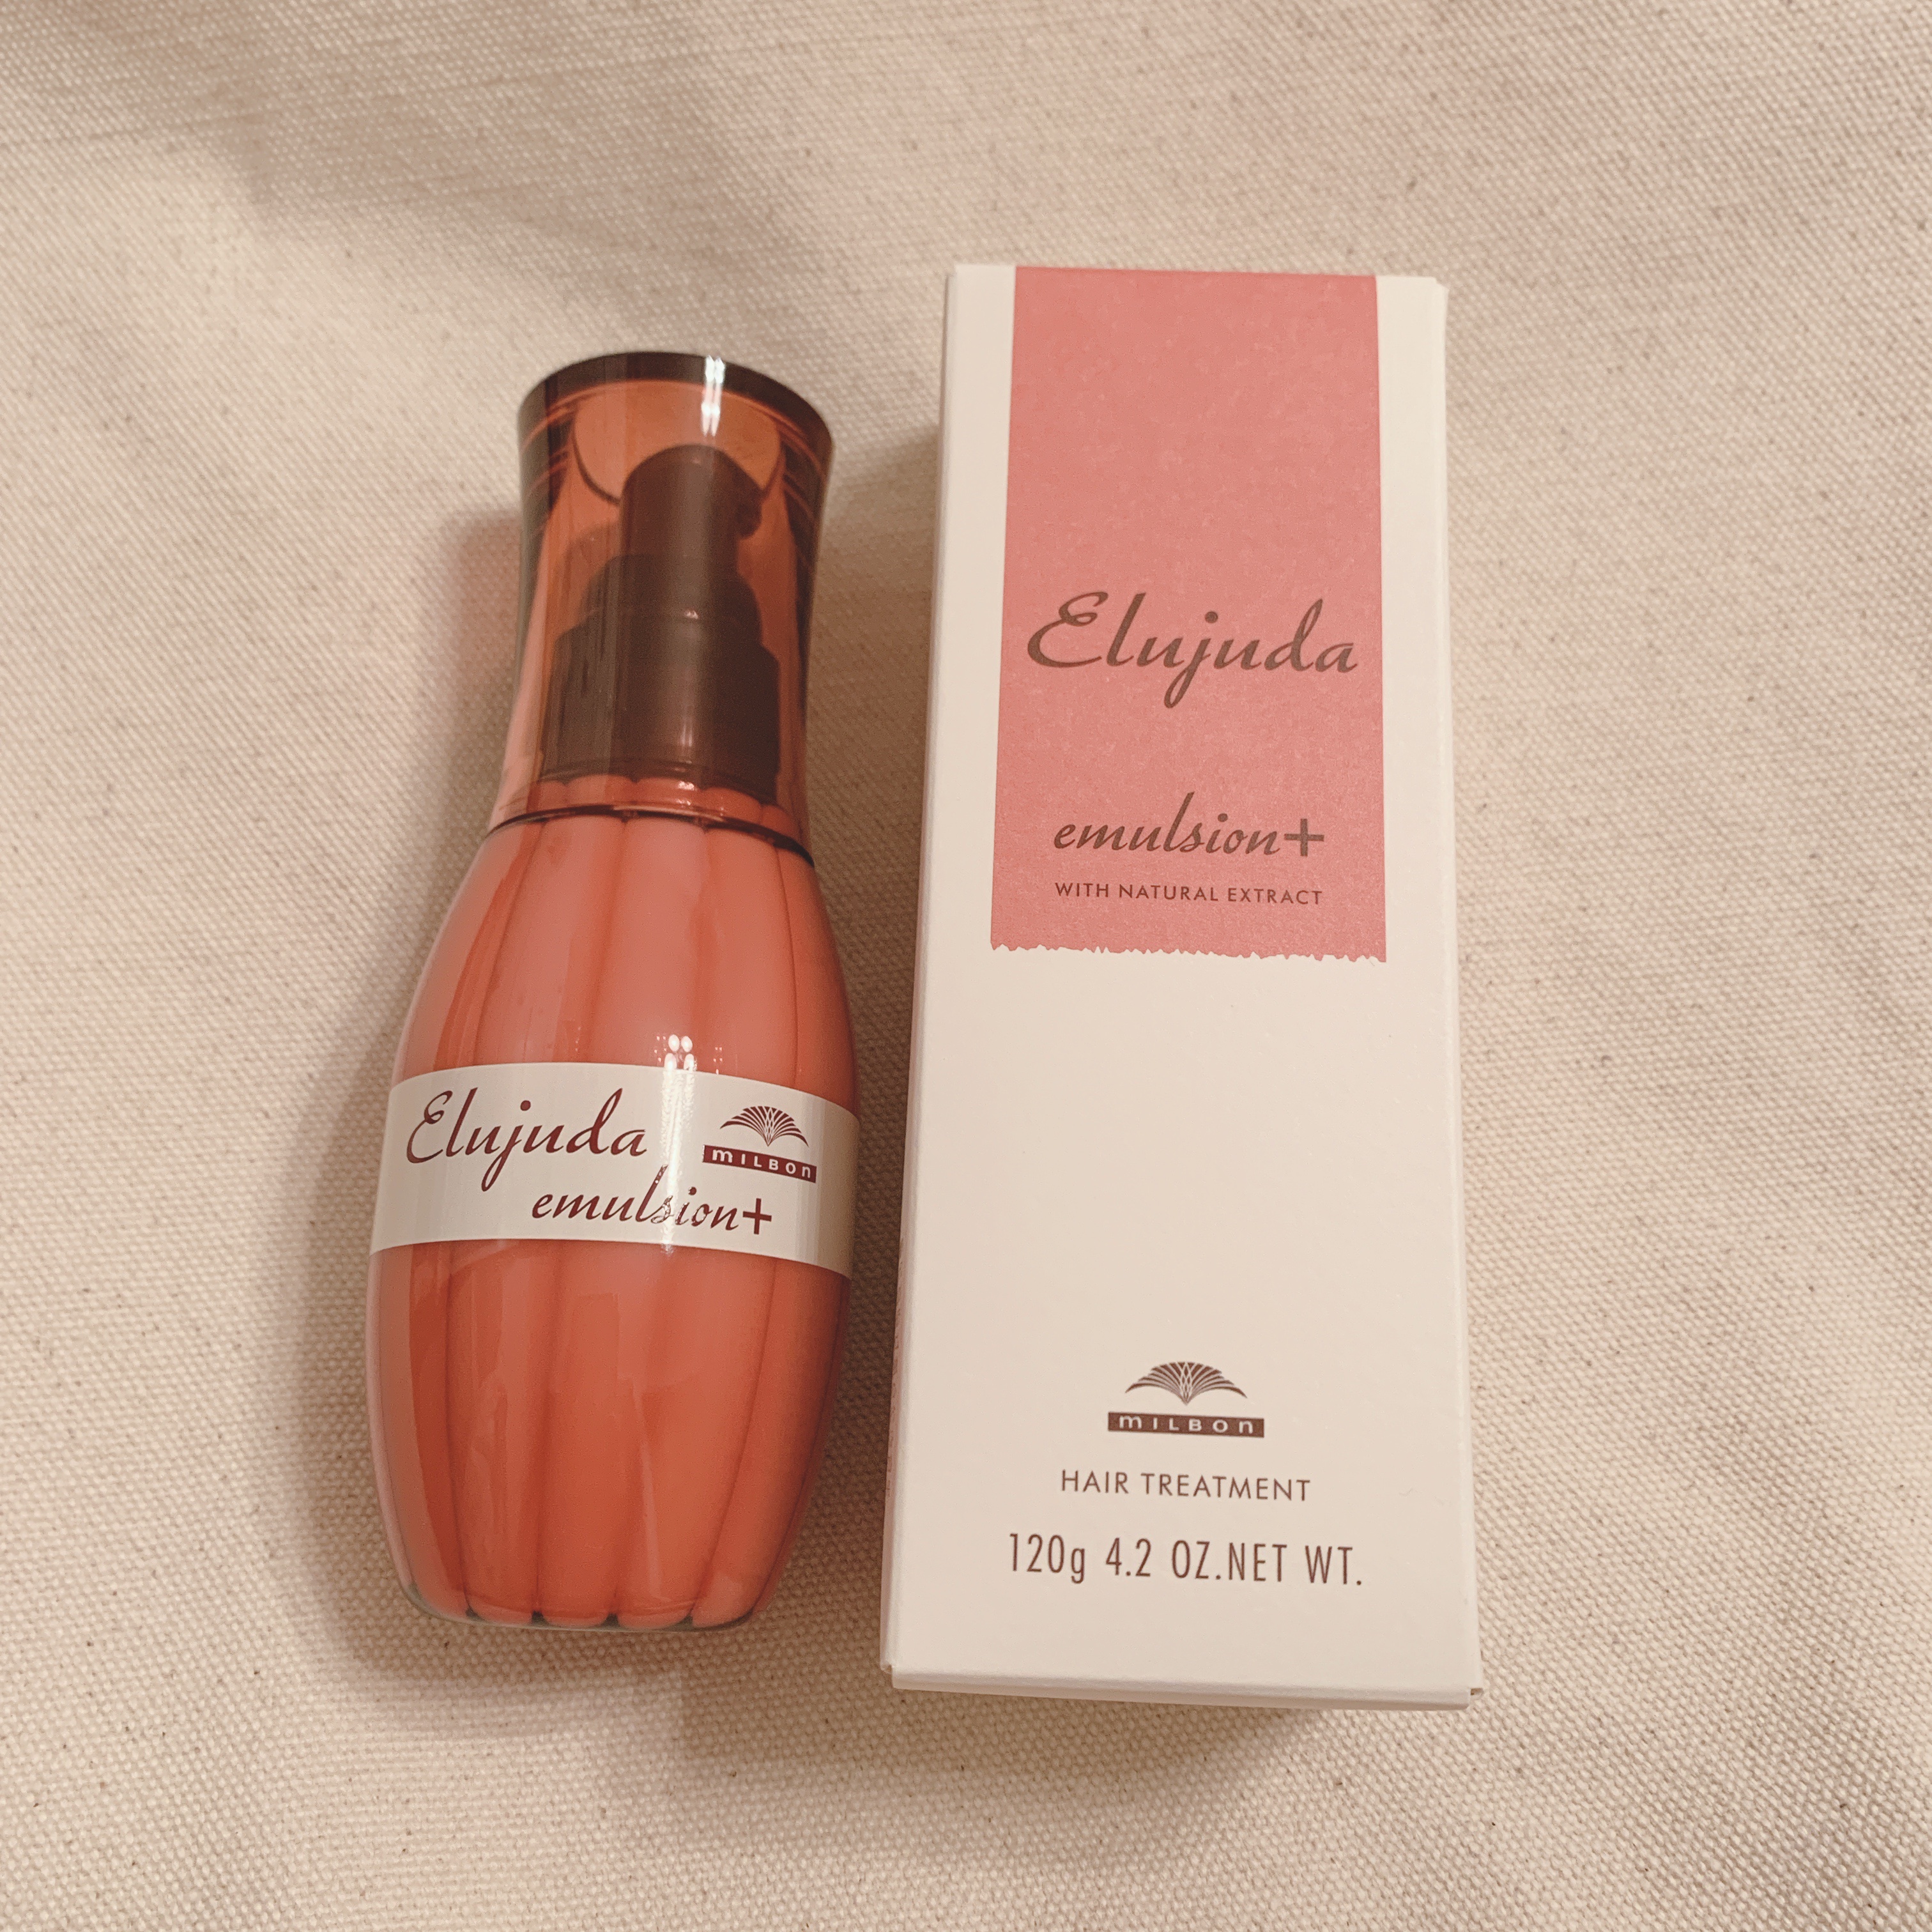 Elujuda
MILBON
emulsion+
Elujuda
emulsion+
WITH NATURAL EXTRACT
MILBON
HAIR TREATMENT
120g 4.2 OZ.NET WT.